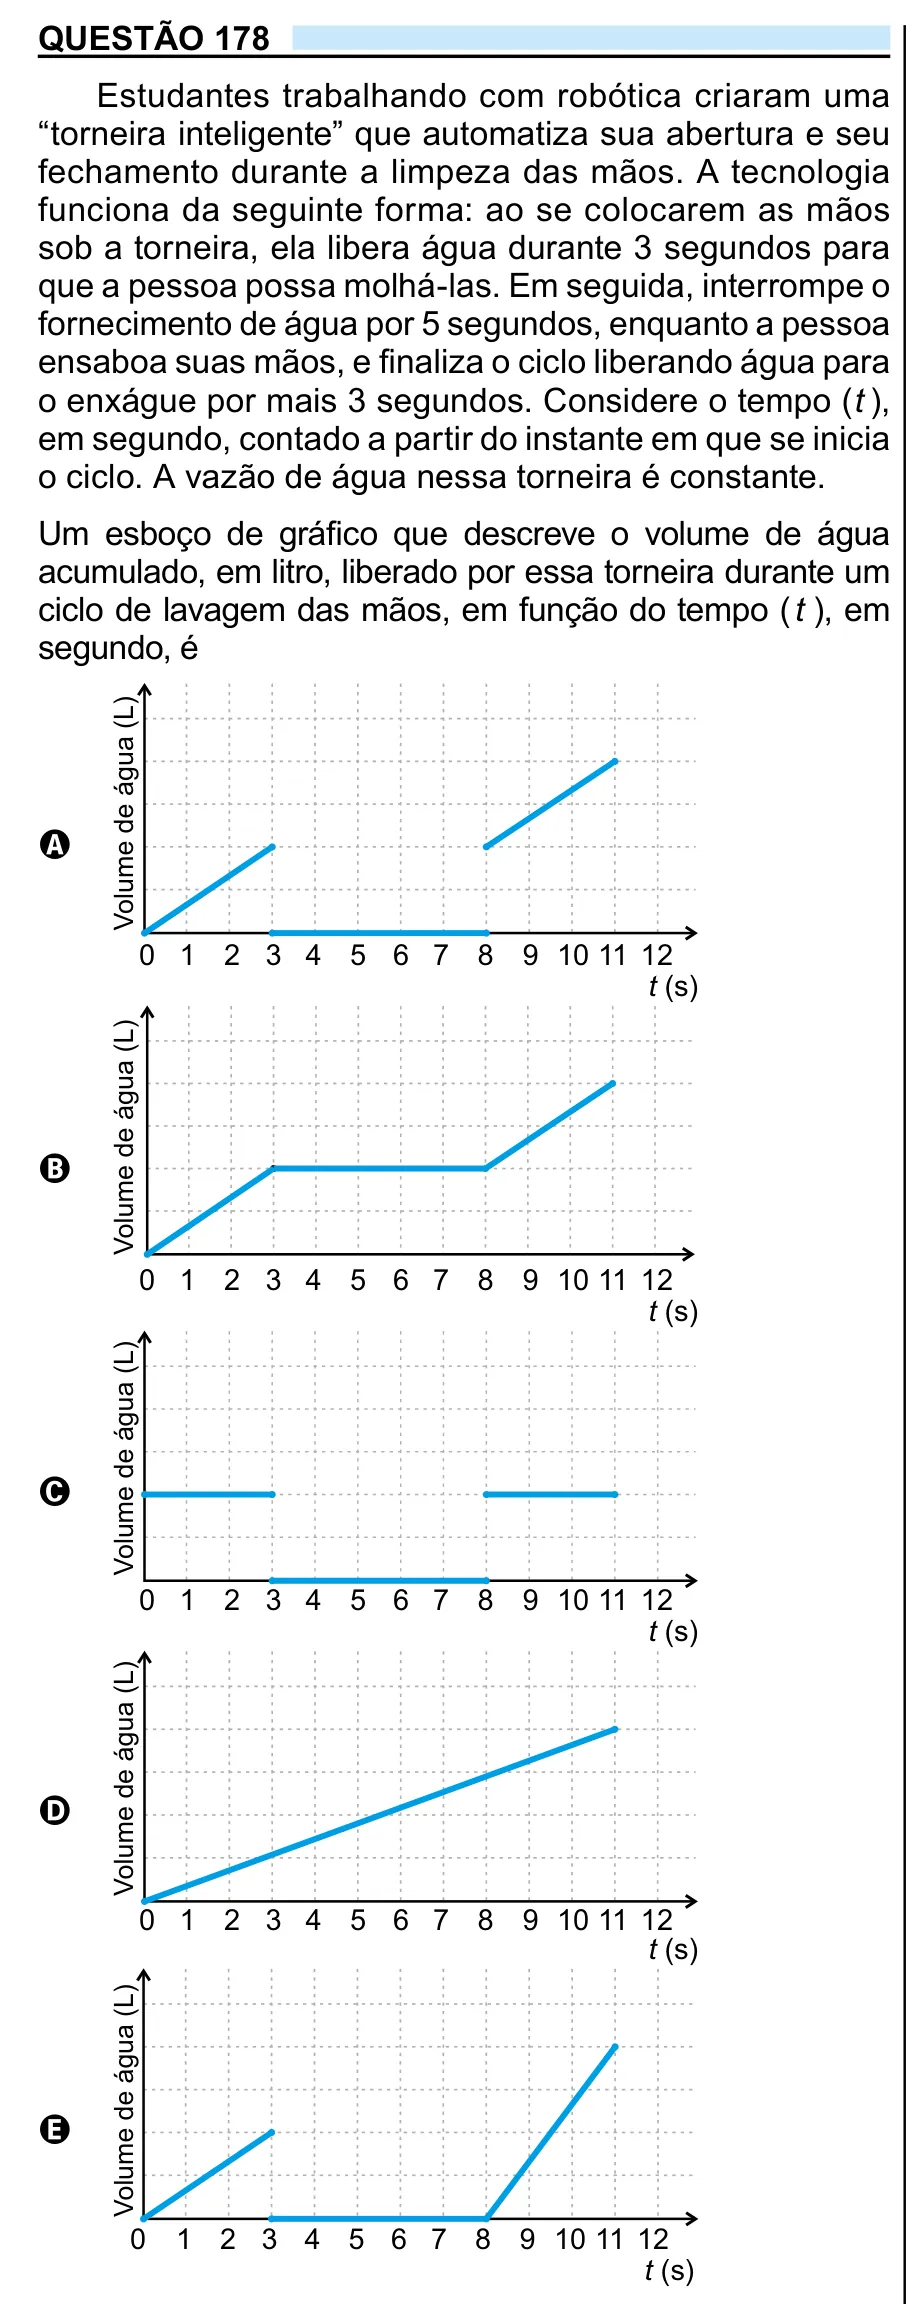 QUESTÃO 178
Estudantes trabalhando com robótica criaram uma
“torneira inteligente” que automatiza sua abertura e seu
fechamento durante a limpeza das mãos. A tecnologia
funciona da seguinte forma: ao se colocarem as mãos
sob a torneira, ela libera água durante 3 segundos para
que a pessoa possa molhá-las. Em seguida, interrompe o
fornecimento de água por 5 segundos, enquanto a pessoa
ensaboa suas mãos, e finaliza o ciclo liberando água para
o enxágue por mais 3 segundos. Considere o tempo (t),
em segundo, contado a partir do instante em que se inicia
o ciclo. A vazão de água nessa torneira é constante.
Um esboço de gráfico que descreve o volume de água
acumulado, em litro, liberado por essa torneira durante um
ciclo de lavagem das mãos, em função do tempo (t), em
segundo, é
A
Volume de água (L)
0 1 2 3 4 5 6 7 8 9 10 11 12
t (s)
B
Volume de água (L)
0 1 2 3 4 5 6 7 8 9 10 11 12
t (s)
C
Volume de água (L)
0 1 2 3 4 5 6 7 8 9 10 11 12
t (s)
D
Volume de água (L)
0 1 2 3 4 5 6 7 8 9 10 11 12
t (s)
E
Volume de água (L)
0 1 2 3 4 5 6 7 8 9 10 11 12
t (s)